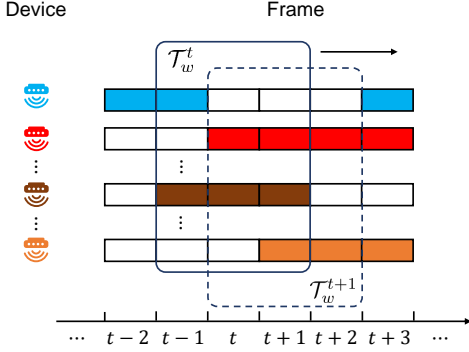 Device Frame
𝒯_w^t
⋮ ⋮
⋮ ⋮
𝒯_w^{t+1}
⋯ t − 2 t − 1 t t + 1 t + 2 t + 3 ⋯